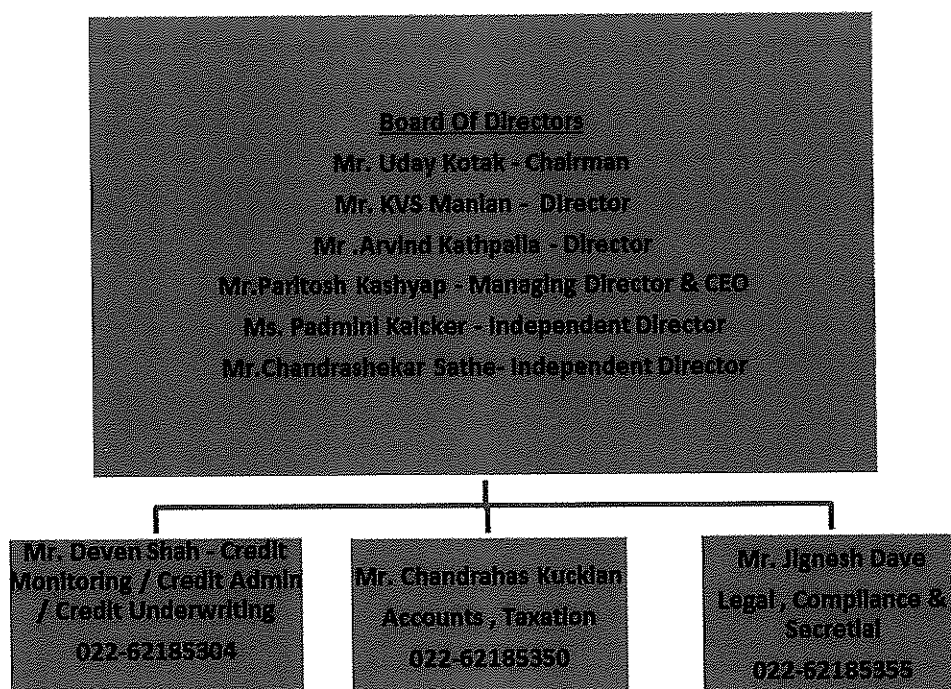 Board Of Directors
Mr. Uday Kotak - Chairman
Mr. KVS Manian - Director
Mr .Arvind Kathpalia - Director
Mr.Paritosh Kashyap - Managing Director & CEO
Ms. Padmini Kaicker - Independent Director
Mr.Chandrashekar Sathe- Independent Director
Mr. Deven Shah - Credit
Monitoring / Credit Admin
/ Credit Underwriting
022-62185304
Mr. Chandrahas Kuckian
Accounts , Taxation
022-62185350
Mr. Jignesh Dave
Legal , Compliance &
Secretial
022-62185355